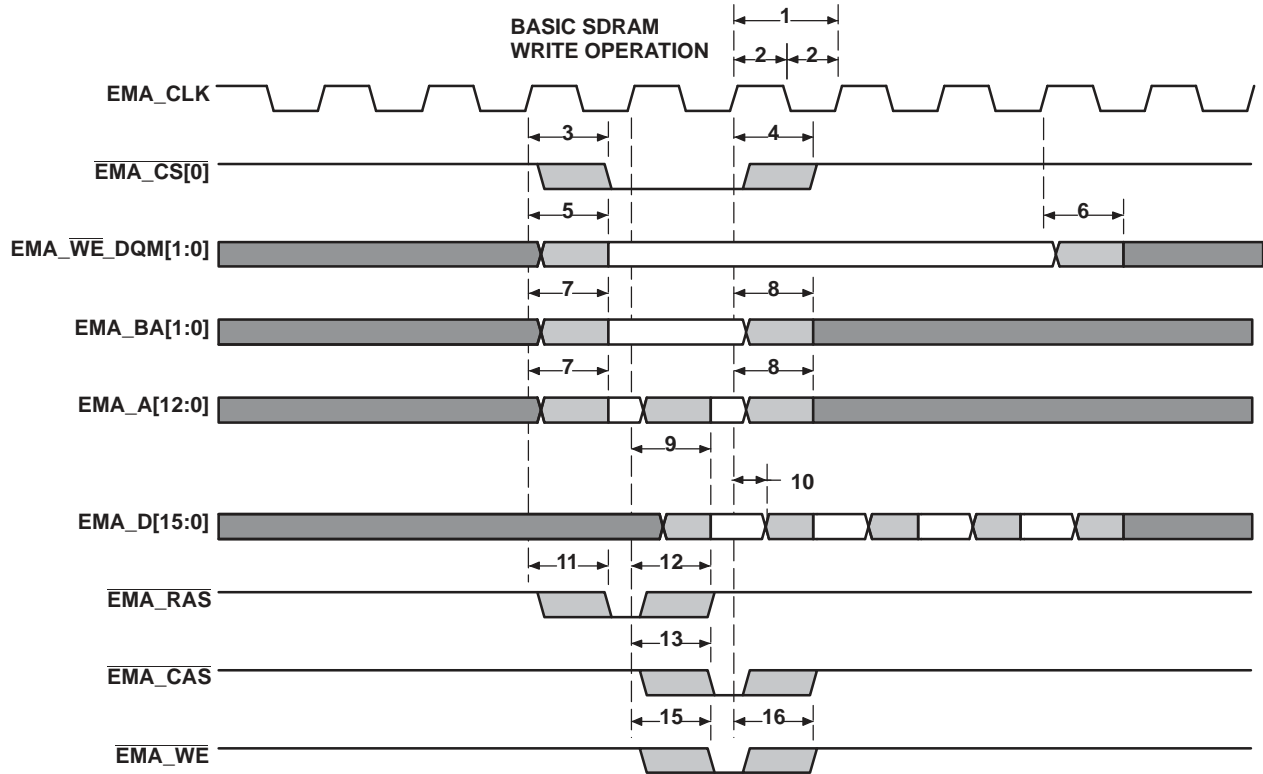 1
BASIC SDRAM
WRITE OPERATION
2 2
EMA_CLK
3 4
EMA_CS[0]
5 6
EMA_WE_DQM[1:0]
7 8
EMA_BA[1:0]
7 8
EMA_A[12:0]
9
10
EMA_D[15:0]
11 12
EMA_RAS
13
EMA_CAS
15 16
EMA_WE